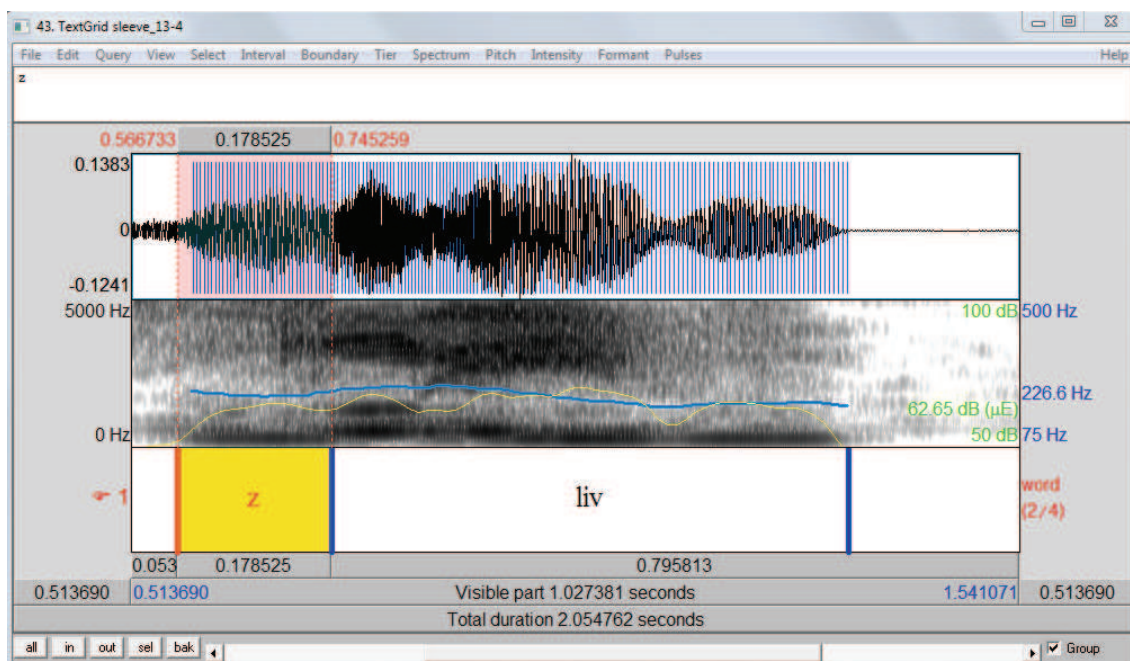 43. TextGrid sleeve_13-4
File Edit Query View Select Interval Boundary Tier Spectrum Pitch Intensity Formant Pulses Help
z
0.566733 0.178525 0.745259
0.1383
0
-0.1241
5000 Hz 100 dB 500 Hz
226.6 Hz
62.65 dB (µE)
0 Hz 50 dB 75 Hz
1 z liv word
(2/4)
0.053 0.178525 0.795813
0.513690 0.513690 Visible part 1.027381 seconds 1.541071 0.513690
Total duration 2.054762 seconds
all in out sel bak Group